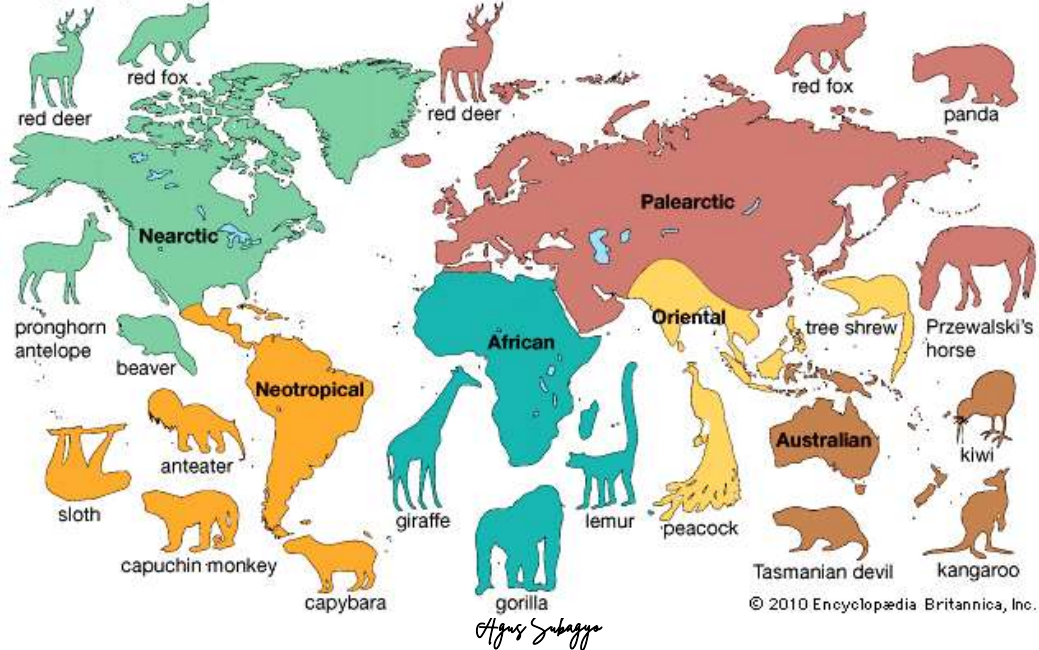 red deer
red fox
red deer
red fox
panda
Nearctic
Palearctic
pronghorn
antelope
beaver
Oriental
tree shrew
Przewalski's
horse
African
Neotropical
anteater
sloth
capuchin monkey
capybara
giraffe
gorilla
lemur
peacock
Australian
kiwi
Tasmanian devil
kangaroo
© 2010 Encyclopædia Britannica, Inc.
Agus Subagyo